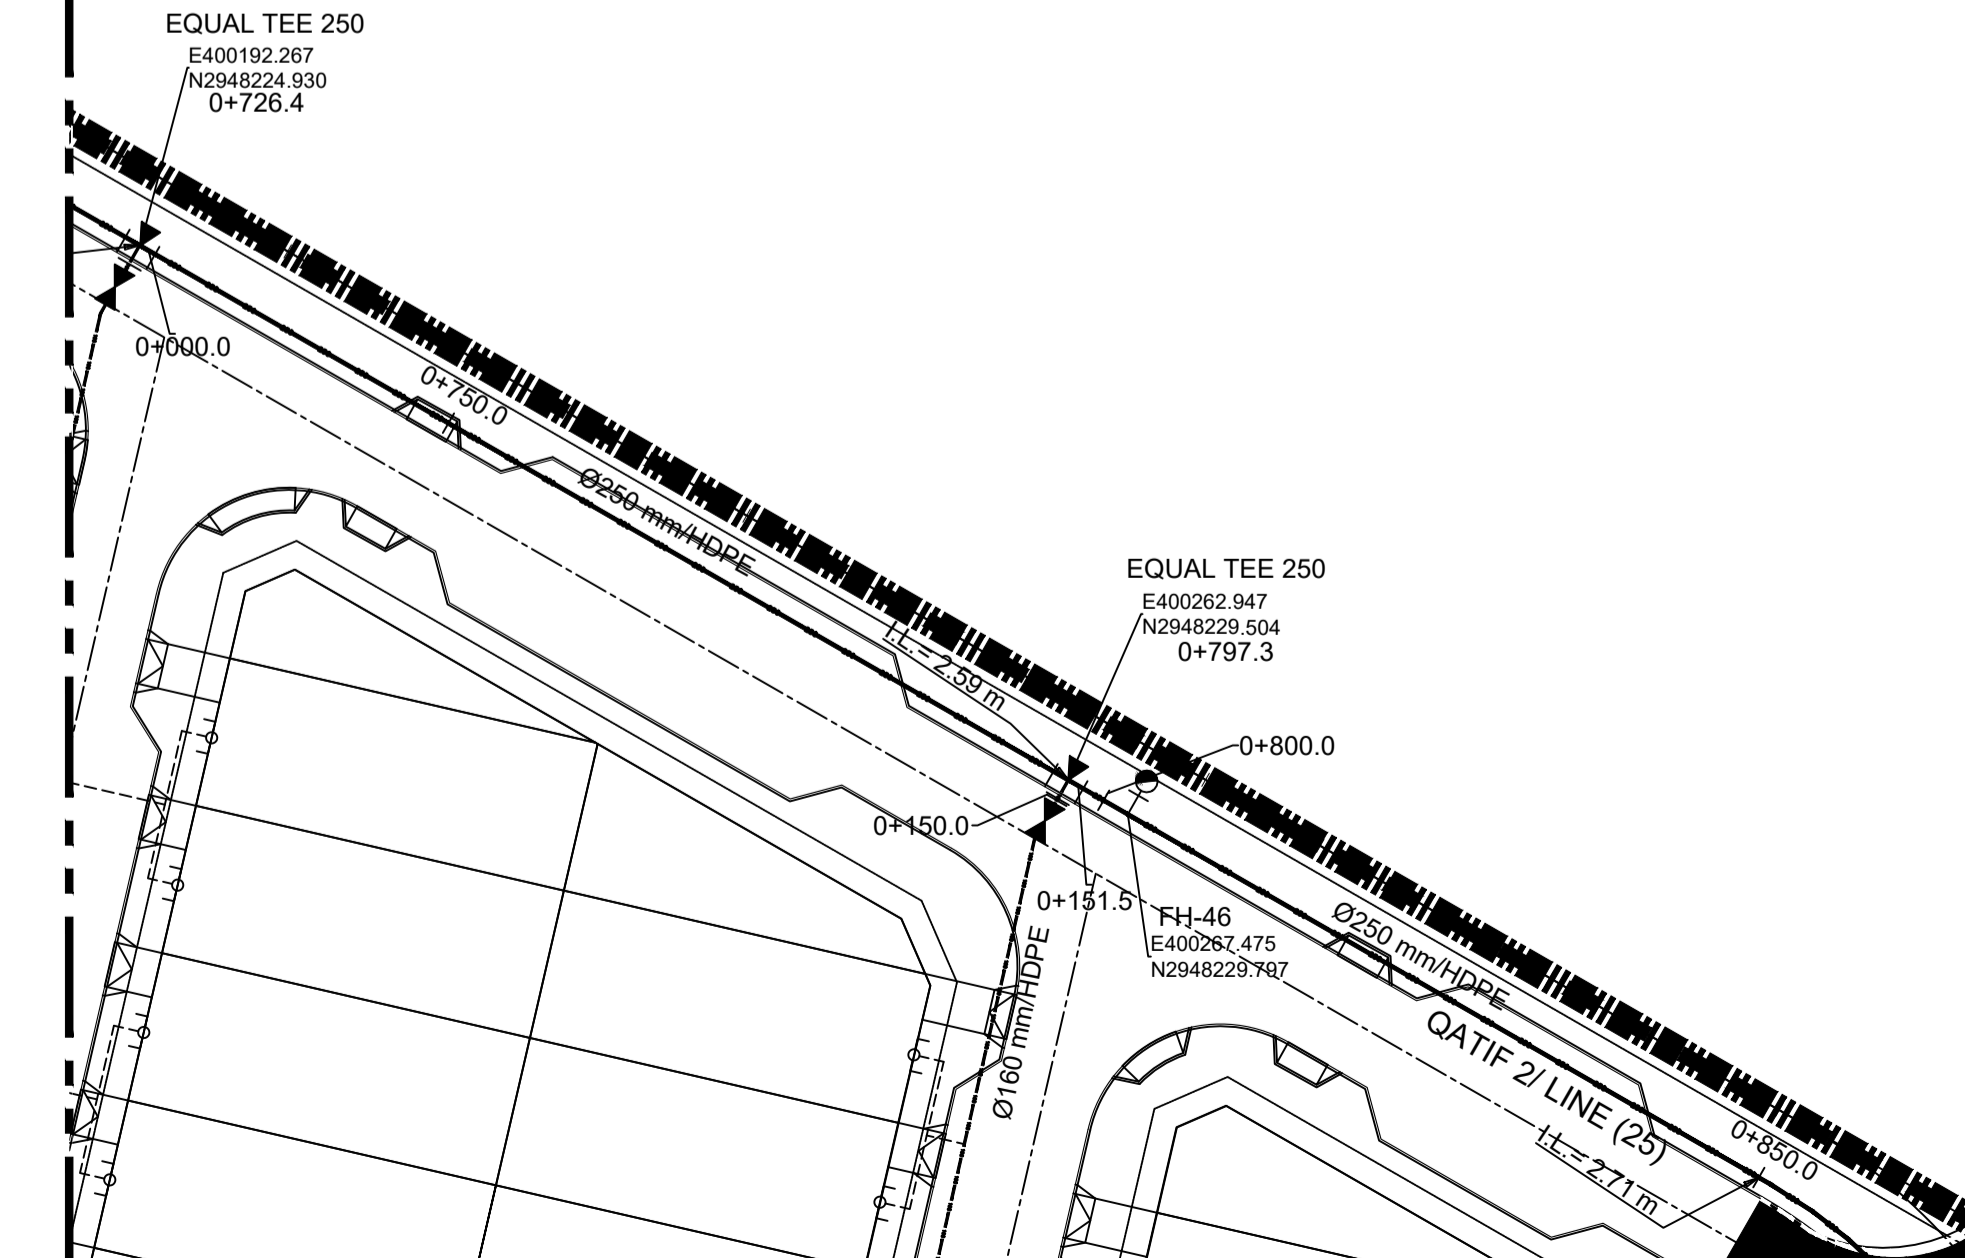 EQUAL TEE 250
E400192.267
N2948224.930
0+726.4
0+000.0
0+750.0
Ø250 mm/HDPE
EQUAL TEE 250
E400262.947
N2948229.504
0+797.3
I.L.= 2.59 m
0+800.0
0+150.0
0+151.5
FH-46
E400267.475
N2948229.797
Ø250 mm/HDPE
Ø160 mm/HDPE
QATIF 2/ LINE (25)
I.L.= 2.71 m
0+850.0